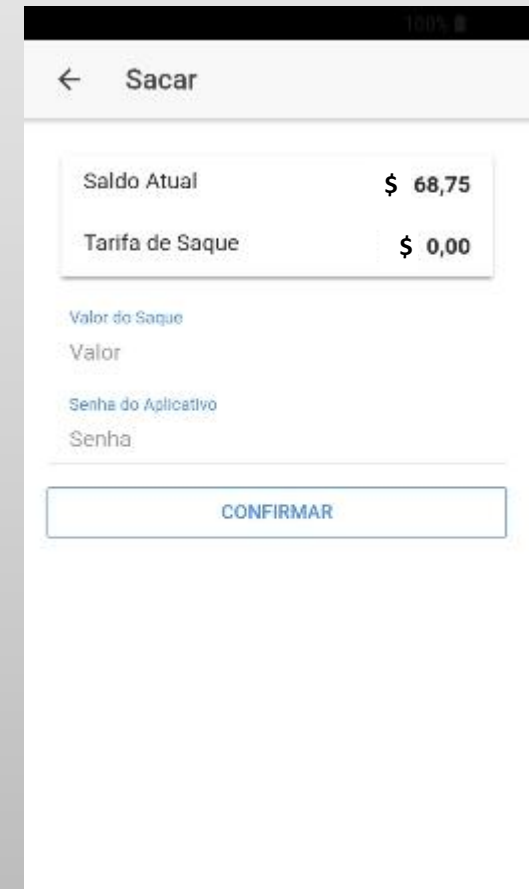 100%
← Sacar
Saldo Atual $ 68,75
Tarifa de Saque $ 0,00
Valor do Saque
Valor
Senha do Aplicativo
Senha
CONFIRMAR